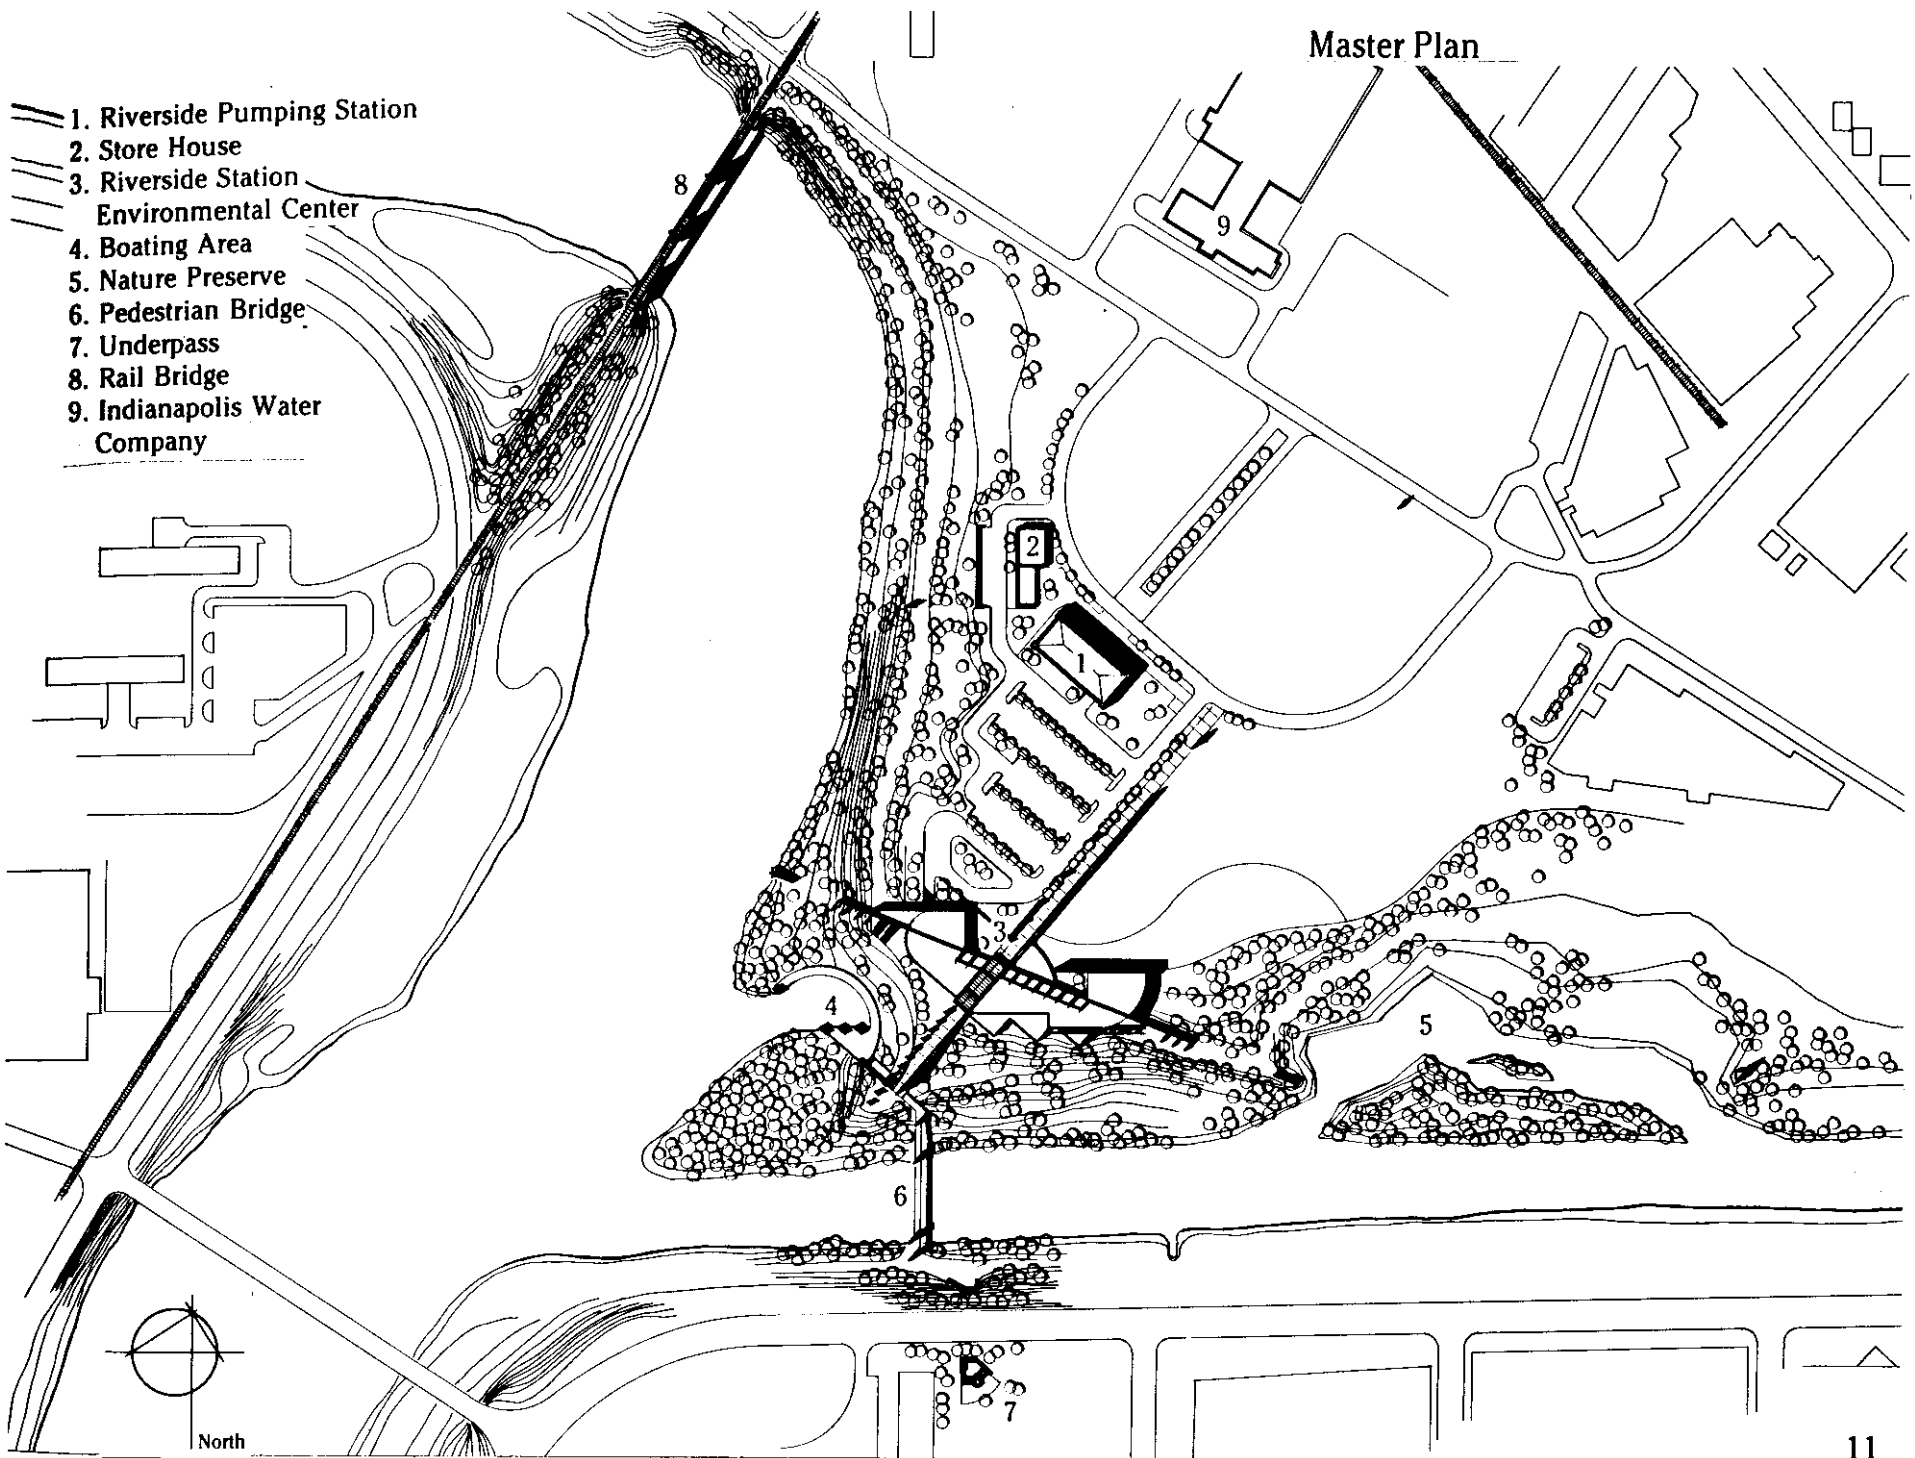 Master Plan
1. Riverside Pumping Station
2. Store House
3. Riverside Station
Environmental Center
4. Boating Area
5. Nature Preserve
6. Pedestrian Bridge
7. Underpass
8. Rail Bridge
9. Indianapolis Water
Company
8
9
2
1
3
4
5
6
7
North
11